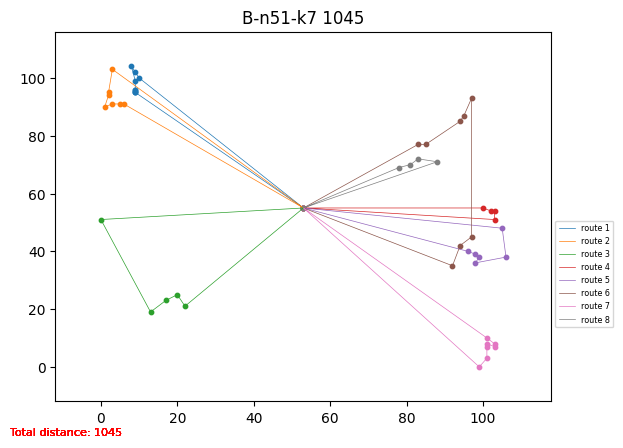 B-n51-k7 1045
100
80
60
40
20
0
0
20
40
60
80
100
route 1
route 2
route 3
route 4
route 5
route 6
route 7
route 8
Total distance: 1045